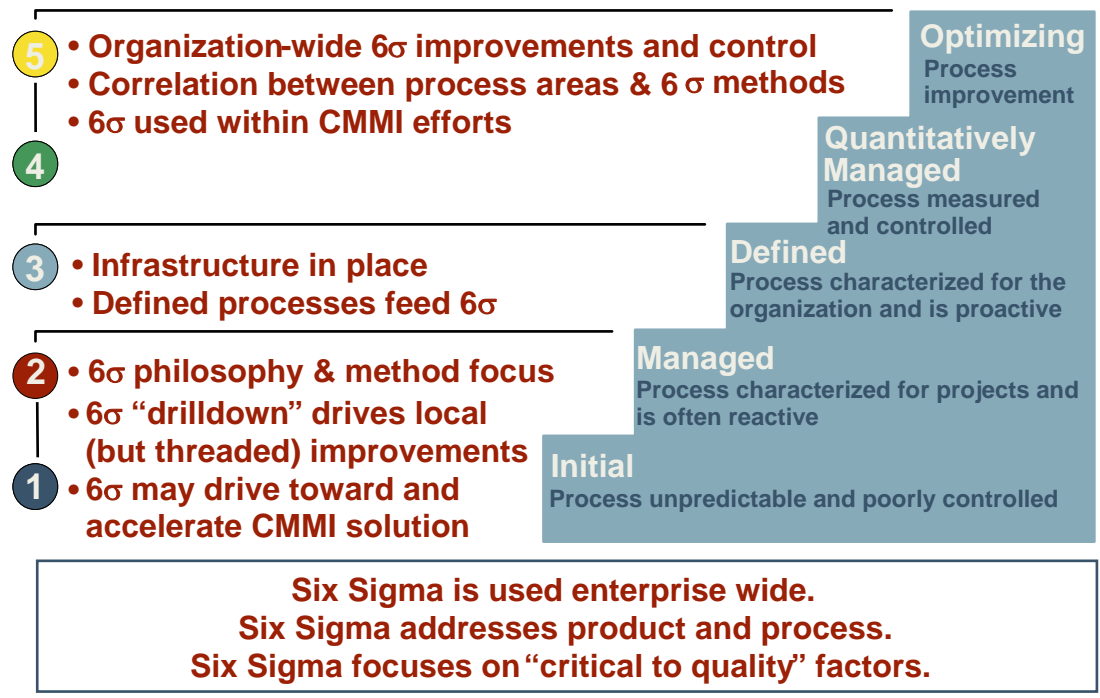 5
• Organization-wide 6σ improvements and control
• Correlation between process areas & 6 σ methods
• 6σ used within CMMI efforts
4
Optimizing
Process
improvement
Quantitatively
Managed
Process measured
and controlled
3
• Infrastructure in place
• Defined processes feed 6σ
Defined
Process characterized for the
organization and is proactive
2
• 6σ philosophy & method focus
• 6σ “drilldown” drives local
(but threaded) improvements
1
• 6σ may drive toward and
accelerate CMMI solution
Managed
Process characterized for projects and
is often reactive
Initial
Process unpredictable and poorly controlled
Six Sigma is used enterprise wide.
Six Sigma addresses product and process.
Six Sigma focuses on “critical to quality” factors.